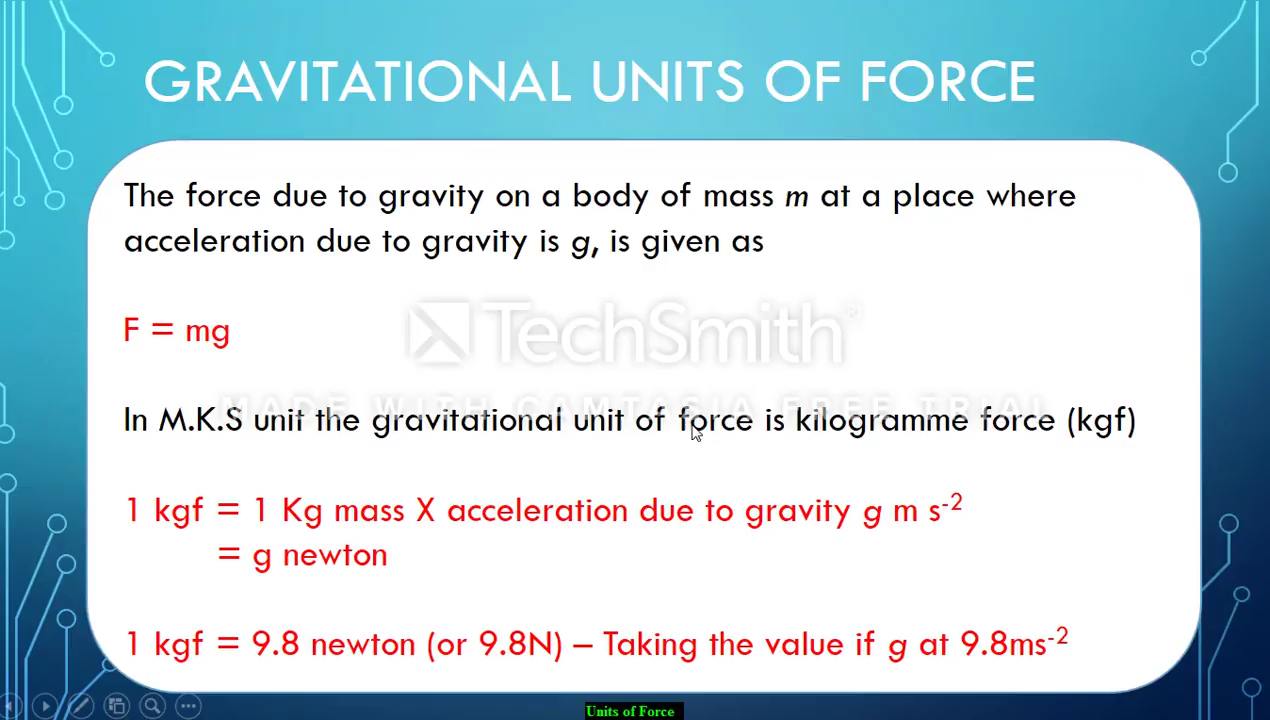 GRAVITATIONAL UNITS OF FORCE
The force due to gravity on a body of mass m at a place where
acceleration due to gravity is g, is given as
F = mg
TechSmith®
MADE WITH CAMTASIA FREE TRIAL
In M.K.S unit the gravitational unit of force is kilogramme force (kgf)
1 kgf = 1 Kg mass X acceleration due to gravity g m s⁻²
= g newton
1 kgf = 9.8 newton (or 9.8N) – Taking the value if g at 9.8ms⁻²
Units of Force